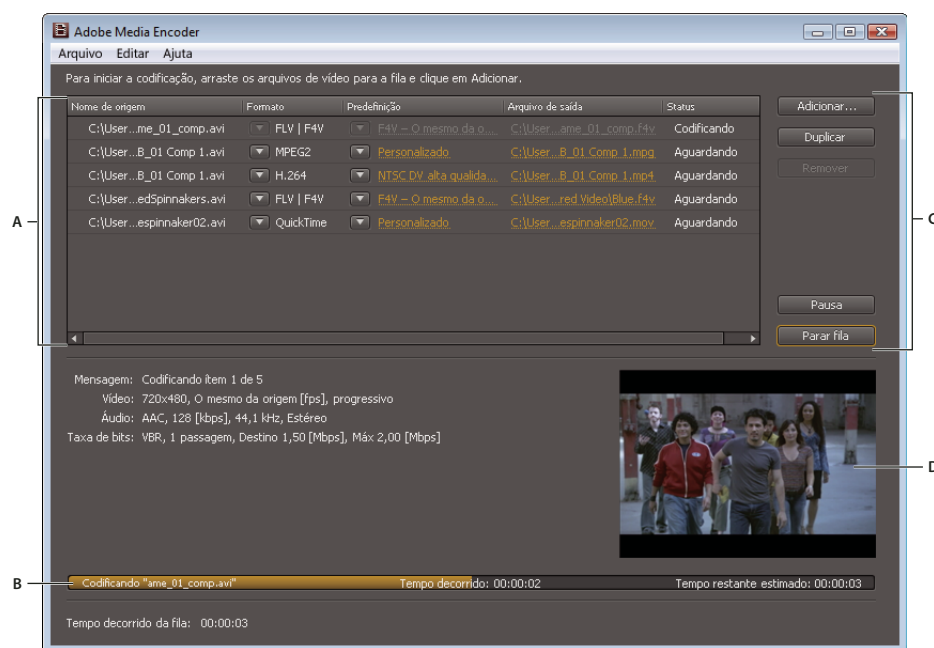 Adobe Media Encoder
Arquivo Editar Ajuta
Para iniciar a codificação, arraste os arquivos de vídeo para a fila e clique em Adicionar.
Nome de origem Formato Predefinição Arquivo de saída Status
C:\User...me_01_comp.avi FLV | F4V F4V – O mesmo da o... C:\User...ame_01_comp.f4v Codificando
C:\User...B_01 Comp 1.avi MPEG2 Personalizado C:\User...B_01 Comp 1.mpg Aguardando
C:\User...B_01 Comp 1.avi H.264 NTSC DV alta qualida... C:\User...B_01 Comp 1.mp4 Aguardando
C:\User...edSpinnakers.avi FLV | F4V F4V – O mesmo da o... C:\User...red Video\Blue.f4v Aguardando
C:\User...espinnaker02.avi QuickTime Personalizado C:\User...espinnaker02.mov Aguardando
Adicionar...
Duplicar
Remover
Pausa
Parar fila
A
C
Mensagem: Codificando ítem 1 de 5
Vídeo: 720x480, O mesmo da origem [fps], progressivo
Áudio: AAC, 128 [kbps], 44,1 kHz, Estéreo
Taxa de bits: VBR, 1 passagem, Destino 1,50 [Mbps], Máx 2,00 [Mbps]
D
B
Codificando "ame_01_comp.avi" Tempo decorrido: 00:00:02 Tempo restante estimado: 00:00:03
Tempo decorrido da fila: 00:00:03